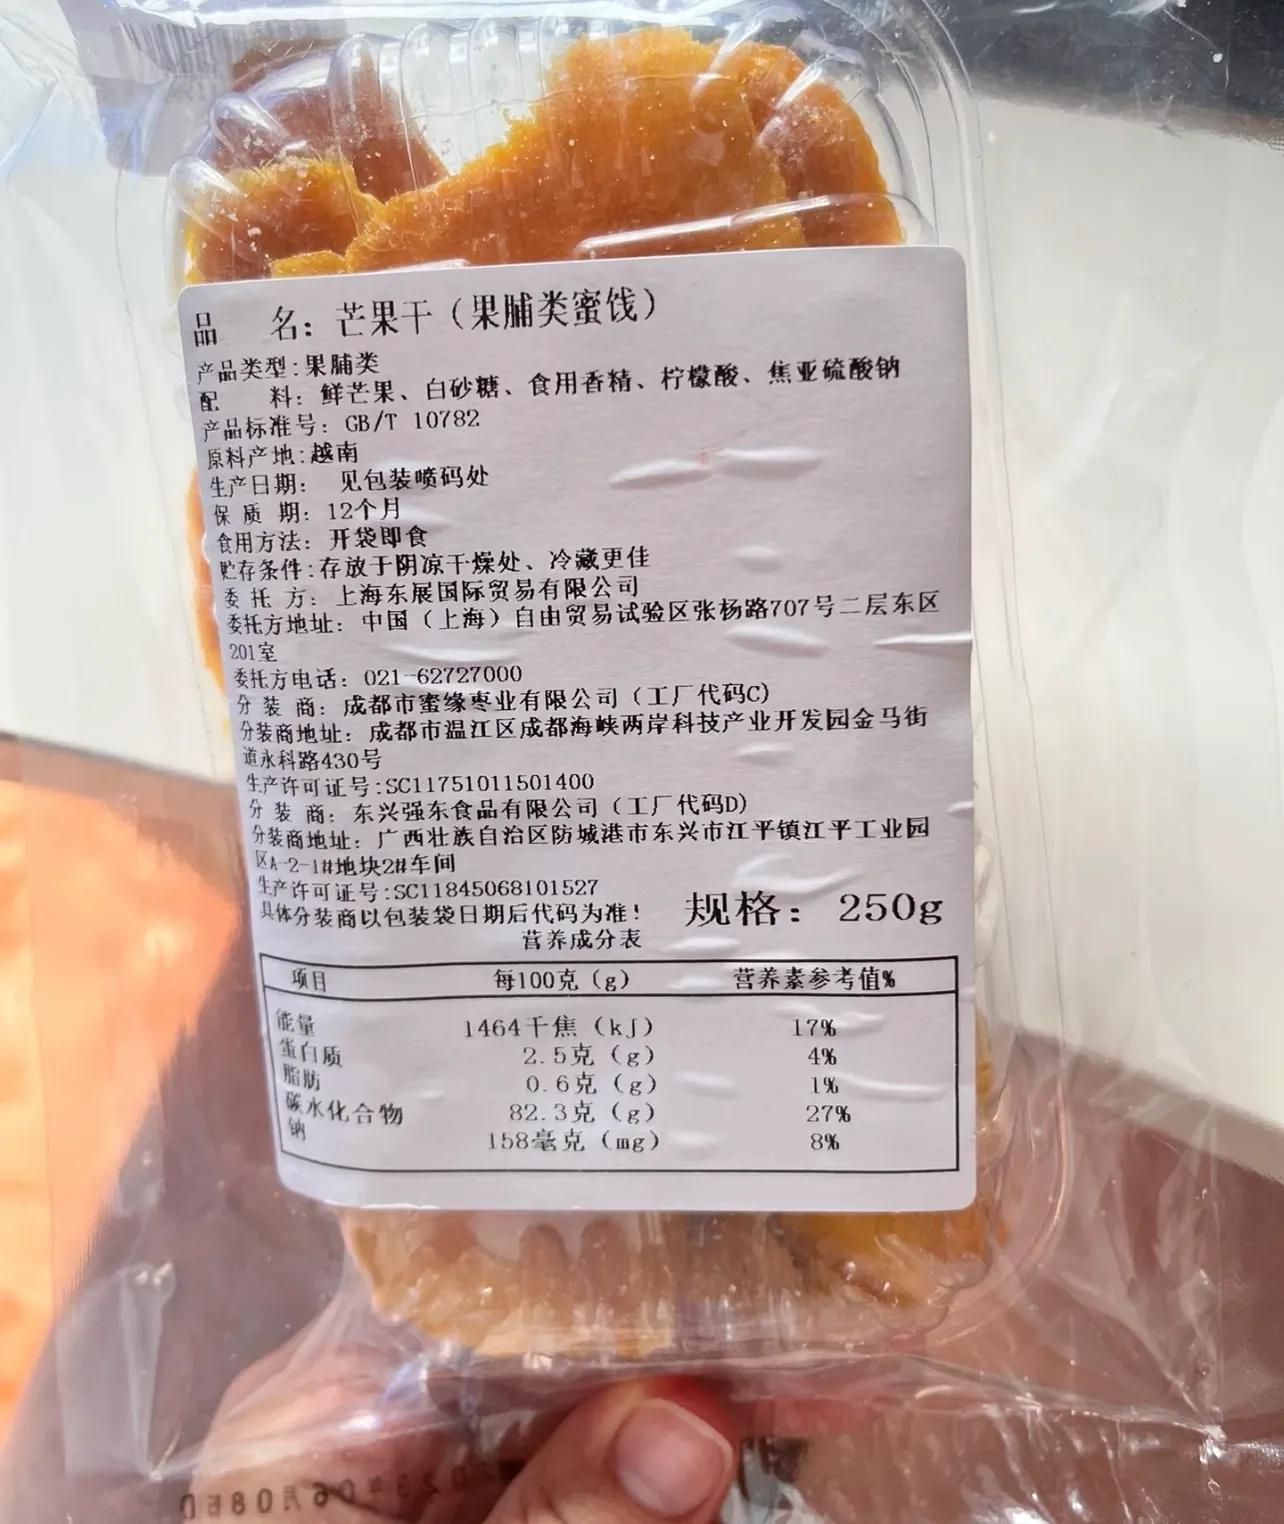 品 名：芒果干（果脯类蜜饯）
产品类型：果脯类
配 料：鲜芒果、白砂糖、食用香精、柠檬酸、焦亚硫酸钠
产品标准号：GB/T 10782
原料产地：越南
生产日期： 见包装喷码处
保 质 期：12个月
食用方法：开袋即食
贮存条件：存放于阴凉干燥处、冷藏更佳
委 托 方：上海东展国际贸易有限公司
委托方地址：中国（上海）自由贸易试验区张杨路707号二层东区
201室
委托方电话：021-62727000
分 装 商：成都市蜜缘枣业有限公司（工厂代码C）
分装商地址：成都市温江区成都海峡两岸科技产业开发园金马街
道永科路430号
生产许可证号：SC11751011501400
分 装 商：东兴强东食品有限公司（工厂代码D）
分装商地址：广西壮族自治区防城港市东兴市江平镇江平工业园
区A-2-1#地块2#车间
生产许可证号：SC11845068101527
具体分装商以包装袋日期后代码为准！
规格：250g
营养成分表
项目 每100克（g） 营养素参考值%
能量 1464千焦（kJ） 17%
蛋白质 2.5克（g） 4%
脂肪 0.6克（g） 1%
碳水化合物 82.3克（g） 27%
钠 158毫克（mg） 8%